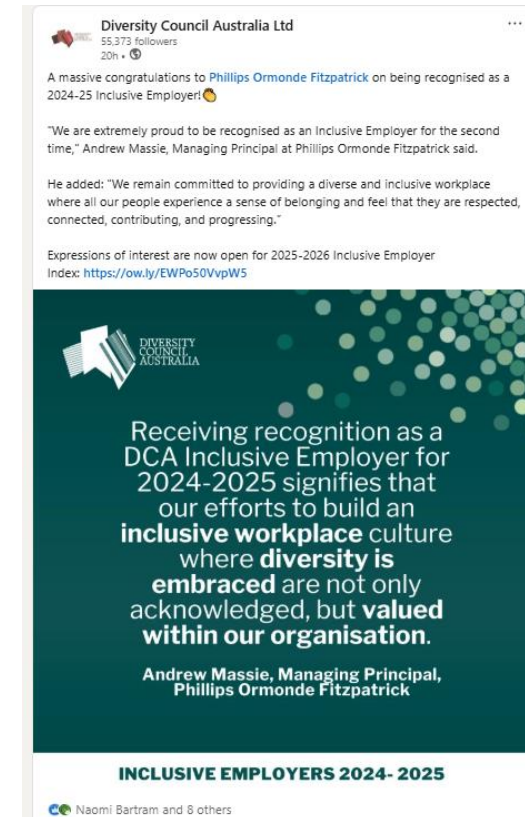 Diversity Council Australia Ltd
55,373 followers
20h •
A massive congratulations to Phillips Ormonde Fitzpatrick on being recognised as a
2024-25 Inclusive Employer!👏
"We are extremely proud to be recognised as an Inclusive Employer for the second
time," Andrew Massie, Managing Principal at Phillips Ormonde Fitzpatrick said.
He added: "We remain committed to providing a diverse and inclusive workplace
where all our people experience a sense of belonging and feel that they are respected,
connected, contributing, and progressing."
Expressions of interest are now open for 2025-2026 Inclusive Employer
Index: https://ow.ly/EWPo50VvpW5
DIVERSITY
COUNCIL
AUSTRALIA
Receiving recognition as a
DCA Inclusive Employer for
2024-2025 signifies that
our efforts to build an
inclusive workplace culture
where diversity is
embraced are not only
acknowledged, but valued
within our organisation.
Andrew Massie, Managing Principal,
Phillips Ormonde Fitzpatrick
INCLUSIVE EMPLOYERS 2024- 2025
Naomi Bartram and 8 others